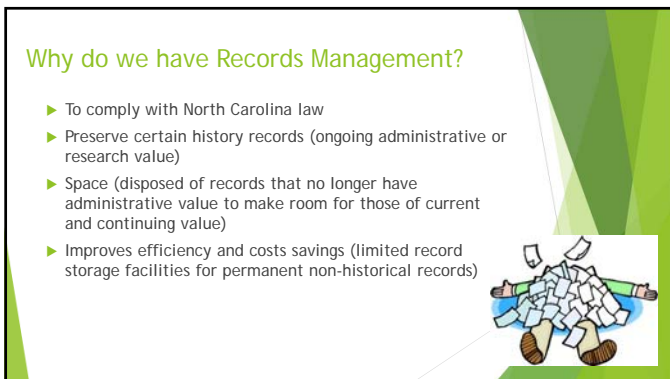 Why do we have Records Management?
To comply with North Carolina law
Preserve certain history records (ongoing administrative or
research value)
Space (disposed of records that no longer have
administrative value to make room for those of current
and continuing value)
Improves efficiency and costs savings (limited record
storage facilities for permanent non-historical records)